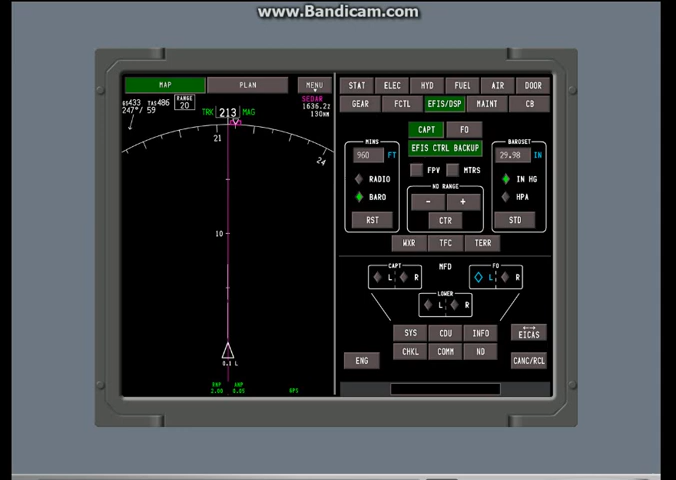 www.Bandicam.com
MAP PLAN MENU STAT ELEC HYD FUEL AIR DOOR
GS433 TAS486 RANGE 20 SEDAR GEAR FCTL EFIS/DSP MAINT CB
247°/ 59 TRK 213 MAG 1636.2z
130NM
21
24
10
0.1 L
RNP ANP GPS
2.00 0.05
CAPT FO
EFIS CTRL BACKUP
MINS BAROSET
960 FT 29.98 IN
FPV MTRS
RADIO IN HG
ND RANGE
BARO - + HPA
RST CTR STD
WXR TFC TERR
CAPT MFD FO
L R L R
LOWER
L R
SYS CDU INFO EICAS
CHKL COMM ND
ENG CANC/RCL